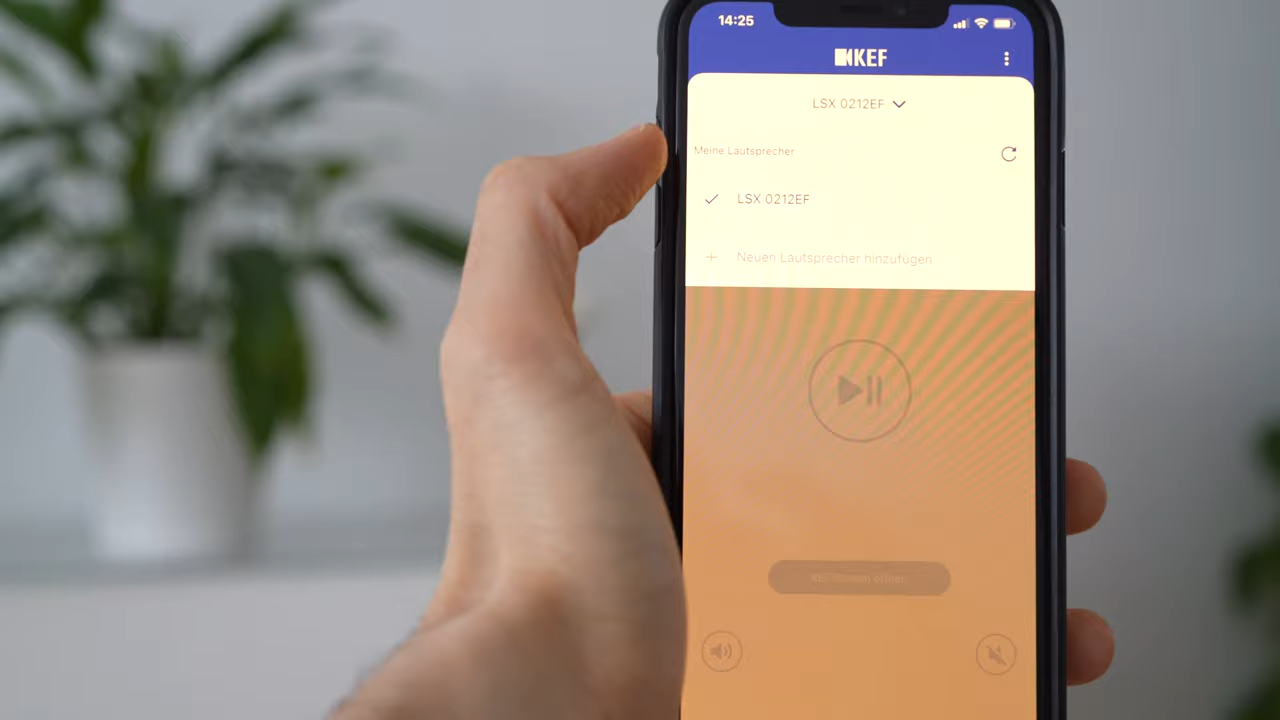 14:25
KEF
LSX 0212EF
Meine Lautsprecher
LSX 0212EF
Neuen Lautsprecher hinzufügen